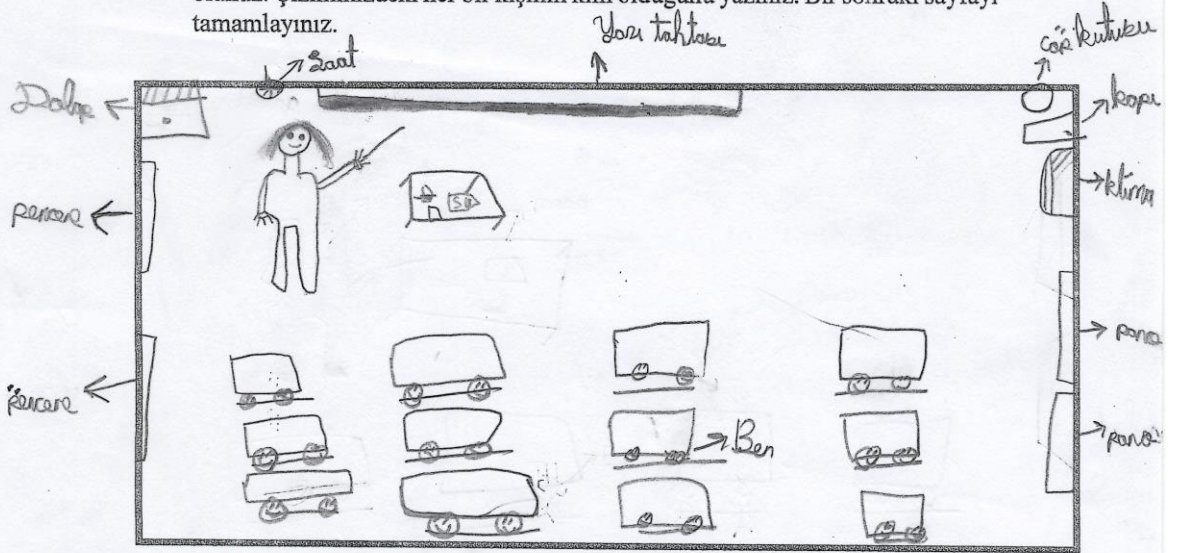 tamamlayınız.
Yazı tahtası
çöp kutusu
Saat
Dolap
kapı
klima
pencere
pano
pencere
Ben
pano